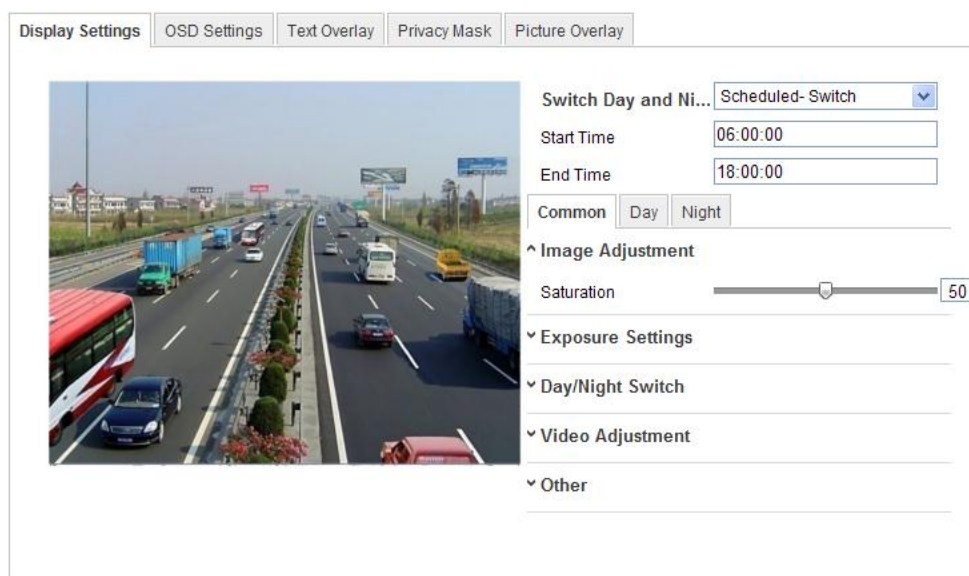 Display Settings
OSD Settings
Text Overlay
Privacy Mask
Picture Overlay
Switch Day and Ni...
Scheduled- Switch
Start Time
06:00:00
End Time
18:00:00
Common
Day
Night
Image Adjustment
Saturation
50
Exposure Settings
Day/Night Switch
Video Adjustment
Other